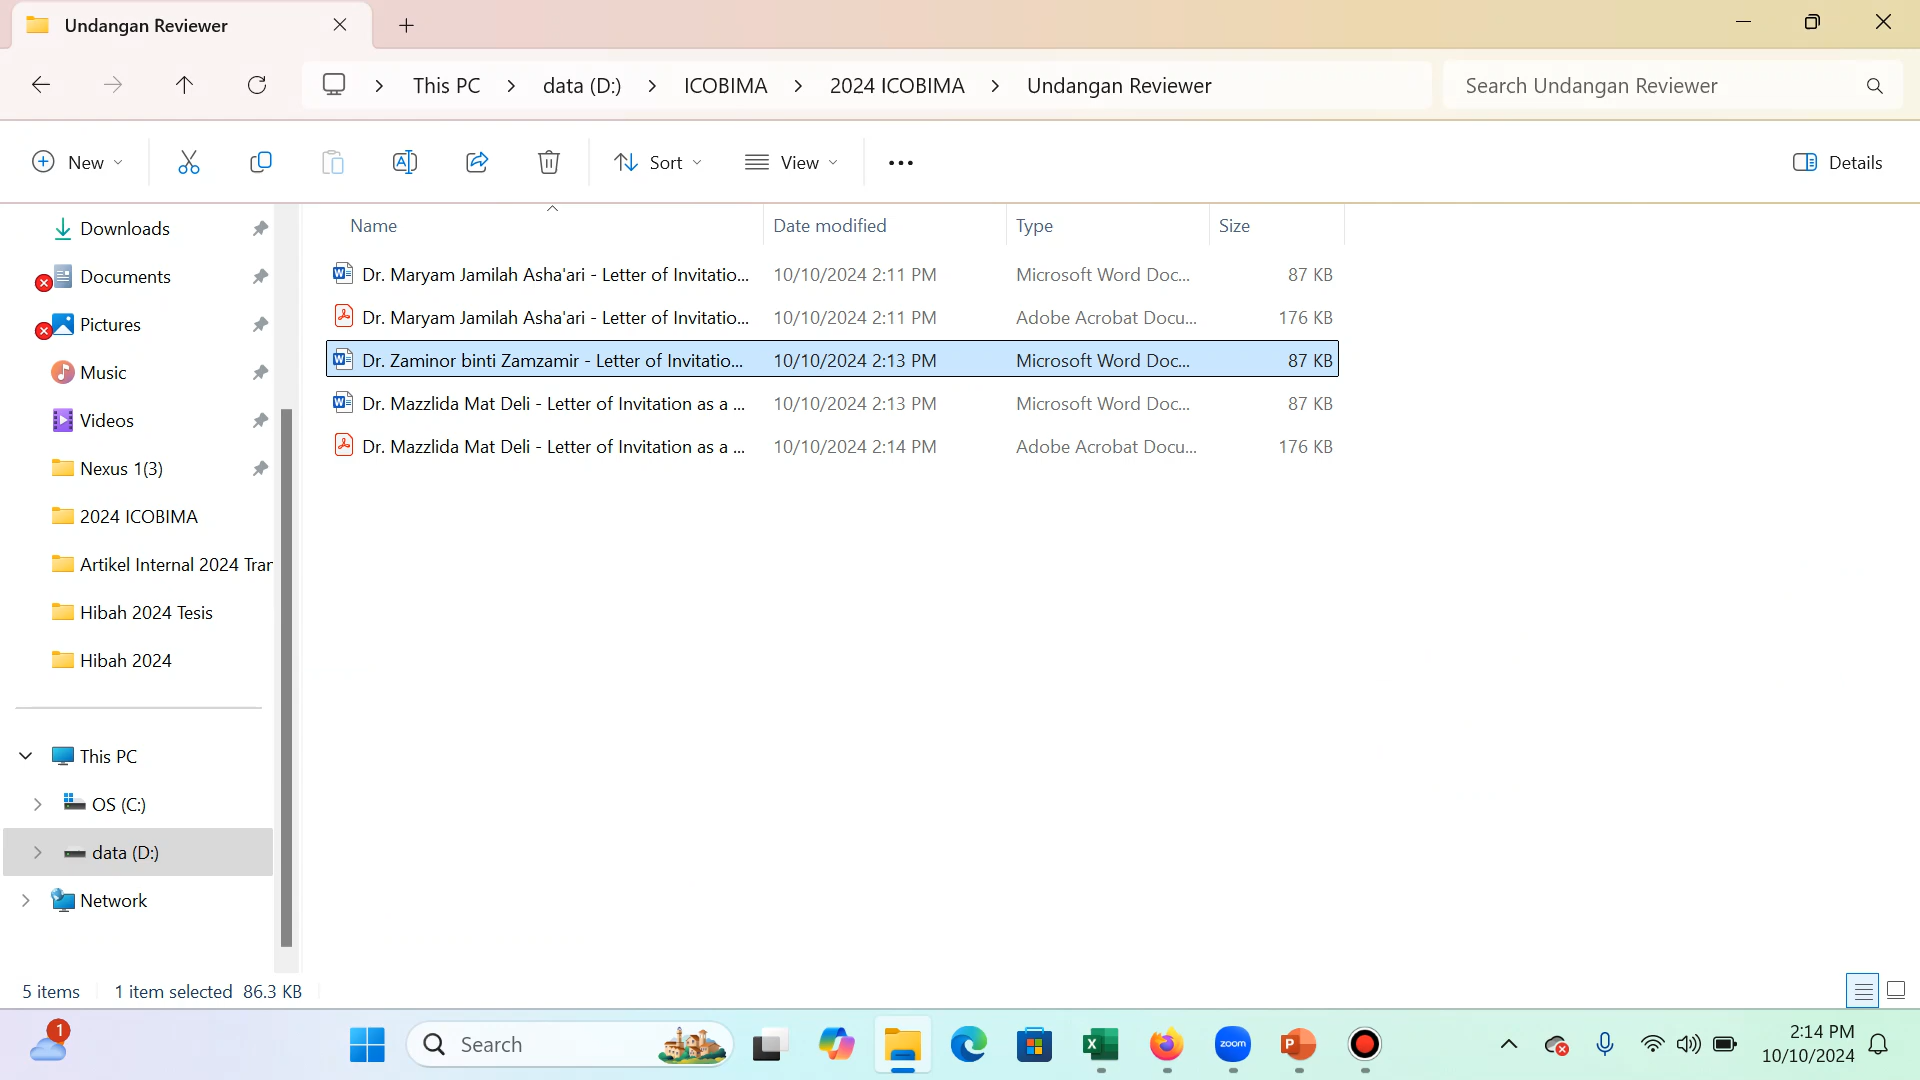 Undangan Reviewer
This PC > data (D:) > ICOBIMA > 2024 ICOBIMA > Undangan Reviewer
Search Undangan Reviewer
New
Sort
View
Details
Name Date modified Type Size
Dr. Maryam Jamilah Asha'ari - Letter of Invitatio... 10/10/2024 2:11 PM Microsoft Word Doc... 87 KB
Dr. Maryam Jamilah Asha'ari - Letter of Invitatio... 10/10/2024 2:11 PM Adobe Acrobat Docu... 176 KB
Dr. Zaminor binti Zamzamir - Letter of Invitatio... 10/10/2024 2:13 PM Microsoft Word Doc... 87 KB
Dr. Mazzlida Mat Deli - Letter of Invitation as a ... 10/10/2024 2:13 PM Microsoft Word Doc... 87 KB
Dr. Mazzlida Mat Deli - Letter of Invitation as a ... 10/10/2024 2:14 PM Adobe Acrobat Docu... 176 KB
Downloads
Documents
Pictures
Music
Videos
Nexus 1(3)
2024 ICOBIMA
Artikel Internal 2024 Trar
Hibah 2024 Tesis
Hibah 2024
This PC
OS (C:)
data (D:)
Network
5 items 1 item selected 86.3 KB
1
Search
zoom
2:14 PM
10/10/2024